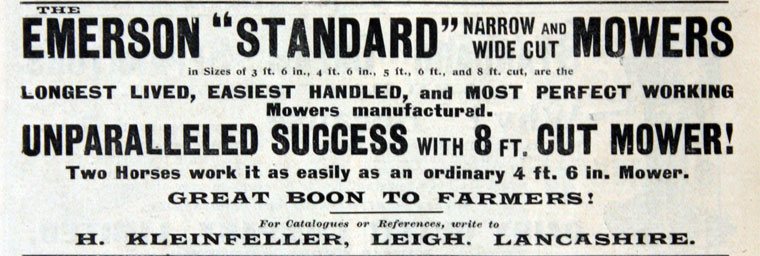 THE
EMERSON "STANDARD" NARROW AND WIDE CUT MOWERS
in Sizes of 3 ft. 6 in., 4 ft. 6 in., 5 ft., 6 ft., and 8 ft. cut, are the
LONGEST LIVED, EASIEST HANDLED, and MOST PERFECT WORKING
Mowers manufactured.
UNPARALLELED SUCCESS WITH 8 FT. CUT MOWER!
Two Horses work it as easily as an ordinary 4 ft. 6 in. Mower.
GREAT BOON TO FARMERS!
For Catalogues or References, write to
H. KLEINFELLER, LEIGH. LANCASHIRE.